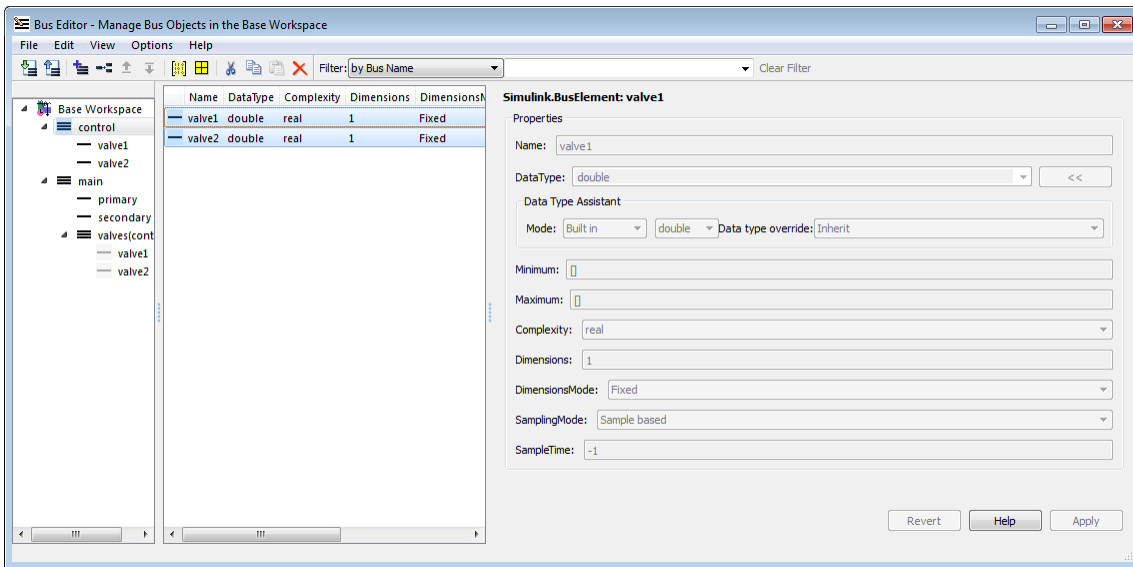 Bus Editor - Manage Bus Objects in the Base Workspace
File Edit View Options Help
Filter: by Bus Name Clear Filter
Base Workspace
control
valve1
valve2
main
primary
secondary
valves(cont
valve1
valve2
Name DataType Complexity Dimensions DimensionsM
valve1 double real 1 Fixed
valve2 double real 1 Fixed
Simulink.BusElement: valve1
Properties
Name: valve1
DataType: double <<
Data Type Assistant
Mode: Built in double Data type override: Inherit
Minimum: []
Maximum: []
Complexity: real
Dimensions: 1
DimensionsMode: Fixed
SamplingMode: Sample based
SampleTime: -1
Revert Help Apply